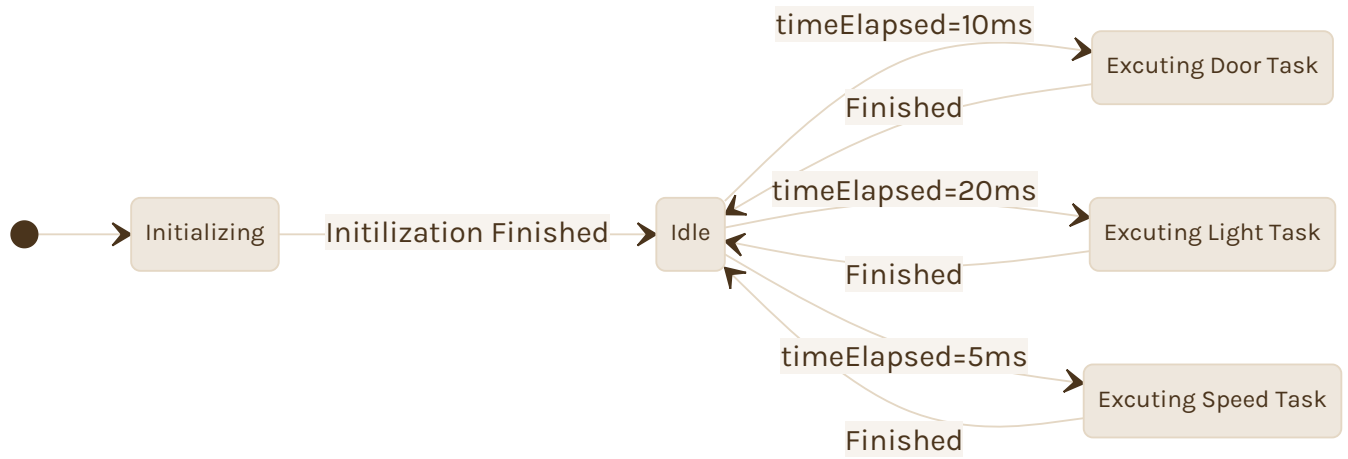 timeElapsed=10ms
Excuting Door Task
Finished
timeElapsed=20ms
Initializing
Initilization Finished
Idle
Excuting Light Task
Finished
timeElapsed=5ms
Excuting Speed Task
Finished